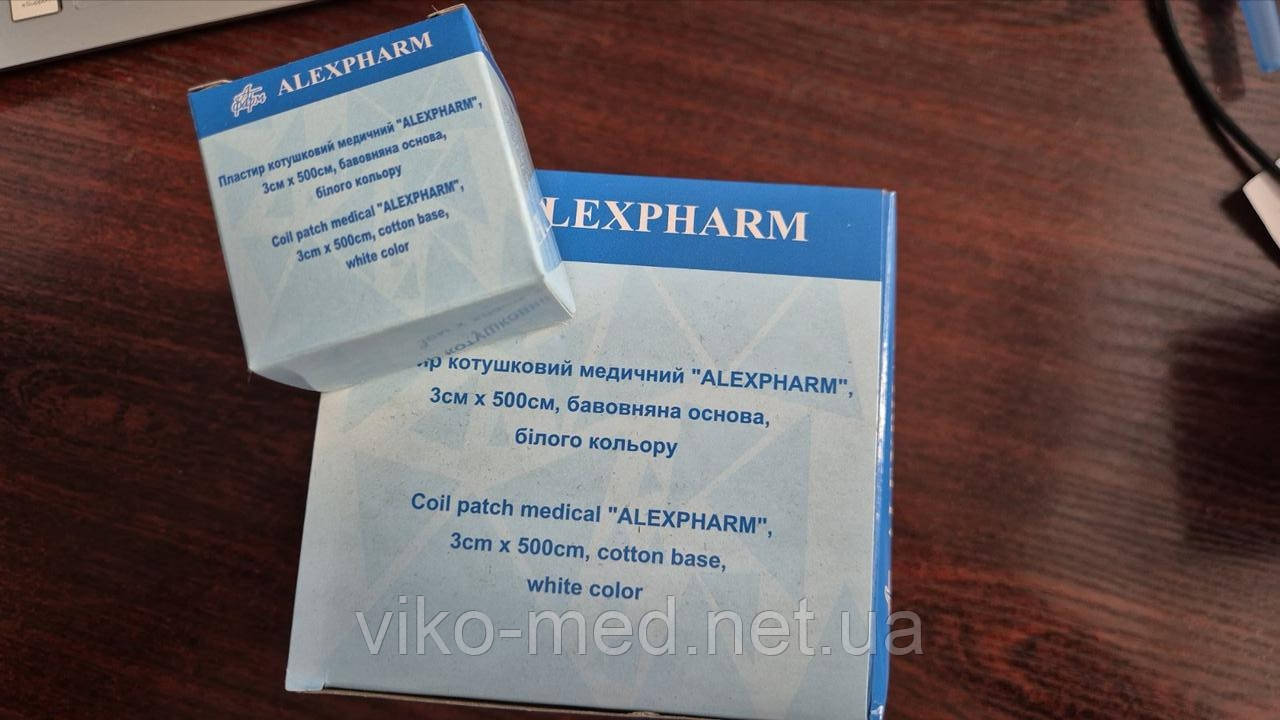 ALEXPHARM
Пластир котушковий медичний "ALEXPHARM",
3см х 500см, бавовняна основа,
білого кольору
Coil patch medical "ALEXPHARM",
3cm x 500cm, cotton base,
white color
LEXPHARM
котушковий медичний "ALEXPHARM",
3см х 500см, бавовняна основа,
білого кольору
Coil patch medical "ALEXPHARM",
3cm x 500cm, cotton base,
white color
viko-med.net.ua